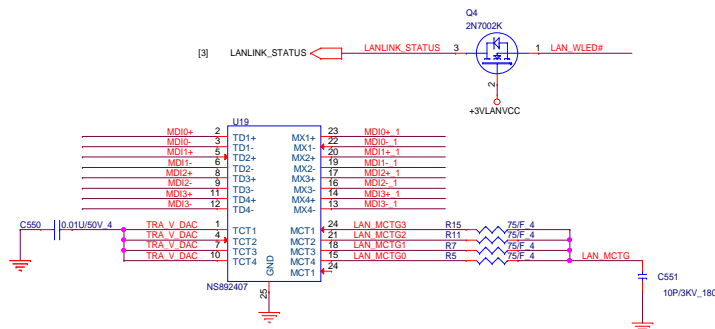 Q4
2N7002K
[3] LANLINK_STATUS LANLINK_STATUS 3 1 LAN_WLED#
2
+3VLANVCC
U19
MDI0+ 2 TD1+ MX1+ 23 MDI0+_1
MDI0- 3 TD1- MX1- 22 MDI0-_1
MDI1+ 5 TD2+ MX2+ 20 MDI1+_1
MDI1- 6 TD2- MX2- 19 MDI1-_1
MDI2+ 8 TD3+ MX3+ 17 MDI2+_1
MDI2- 9 TD3- MX3- 16 MDI2-_1
MDI3+ 11 TD4+ MX4+ 14 MDI3+_1
MDI3- 12 TD4- MX4- 13 MDI3-_1
C550 0.01U/50V_4 TRA_V_DAC 1 TCT1 MCT1 24 LAN_MCTG3 R15 75/F_4
TRA_V_DAC 4 TCT2 MCT2 21 LAN_MCTG2 R11 75/F_4
TRA_V_DAC 7 TCT3 MCT3 18 LAN_MCTG1 R7 75/F_4
TRA_V_DAC 10 TCT4 MCT4 15 LAN_MCTG0 R5 75/F_4 LAN_MCTG
GND MCT1 24
NS892407 25
C551
10P/3KV_180